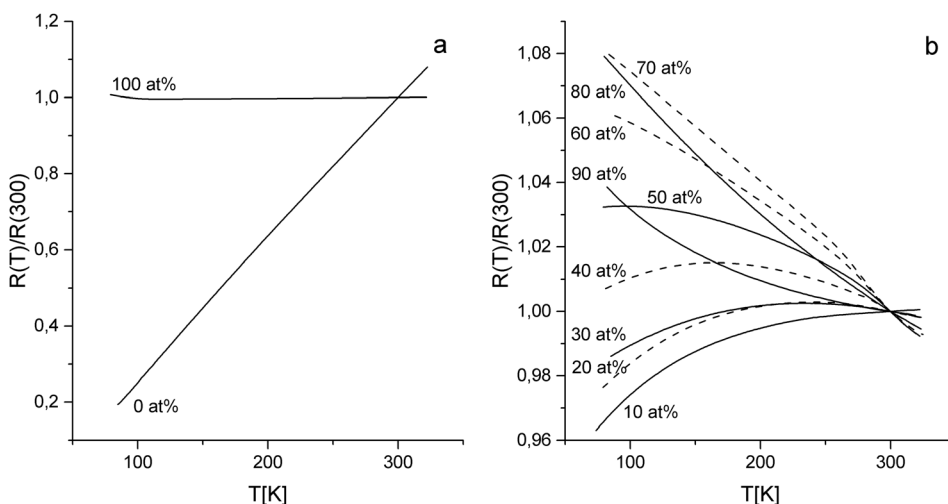 a
R(T)/R(300)
1,2
1,0
0,8
0,6
0,4
0,2
100 at%
0 at%
100
200
300
T[K]
b
R(T)/R(300)
1,08
1,06
1,04
1,02
1,00
0,98
0,96
70 at%
80 at%
60 at%
90 at%
50 at%
40 at%
30 at%
20 at%
10 at%
100
200
300
T[K]